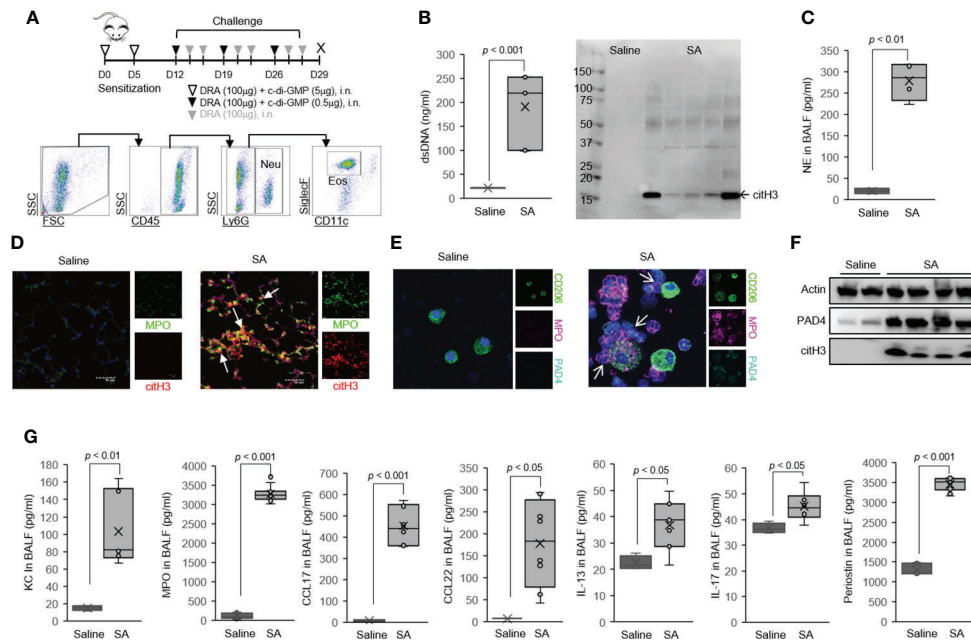 A
Challenge
D0 D5 D12 D19 D26 D29
X
Sensitization
DRA (100µg) + c-di-GMP (5µg), i.n.
DRA (100µg) + c-di-GMP (0.5µg), i.n.
DRA (100µg), i.n.
SSC
FSC
SSC
CD45
SSC
Ly6G
Neu
SiglecF
CD11c
Eos
B
p < 0.001
dsDNA (ng/ml)
300
250
200
150
100
50
0
Saline SA
Saline SA
150
100
75
50
37
25
20
15
citH3
C
p < 0.01
NE in BALF (pg/ml)
350
300
250
200
150
100
50
0
Saline SA
D
Saline
MPO
citH3
SA
MPO
citH3
E
Saline
CD206
MPO
PAD4
SA
CD206
MPO
PAD4
F
Saline SA
Actin
PAD4
citH3
G
p < 0.01
KC In BALF (pg/ml)
180
160
140
120
100
80
60
40
20
0
Saline SA
p < 0.001
MPO in BALF (pg/ml)
4000
3500
3000
2500
2000
1500
1000
500
0
Saline SA
p < 0.001
CCL17 in BALF (pg/ml)
700
600
500
400
300
200
100
0
Saline SA
p < 0.05
CCL22 in BALF (pg/ml)
350
300
250
200
150
100
50
0
Saline SA
p < 0.05
IL-13 in BALF (pg/ml)
60
50
40
30
20
10
0
Saline SA
p < 0.05
IL-17 in BALF (pg/ml)
60
50
40
30
20
10
0
Saline SA
p < 0.001
Periostin in BALF (pg/ml)
4000
3500
3000
2500
2000
1500
1000
500
0
Saline SA